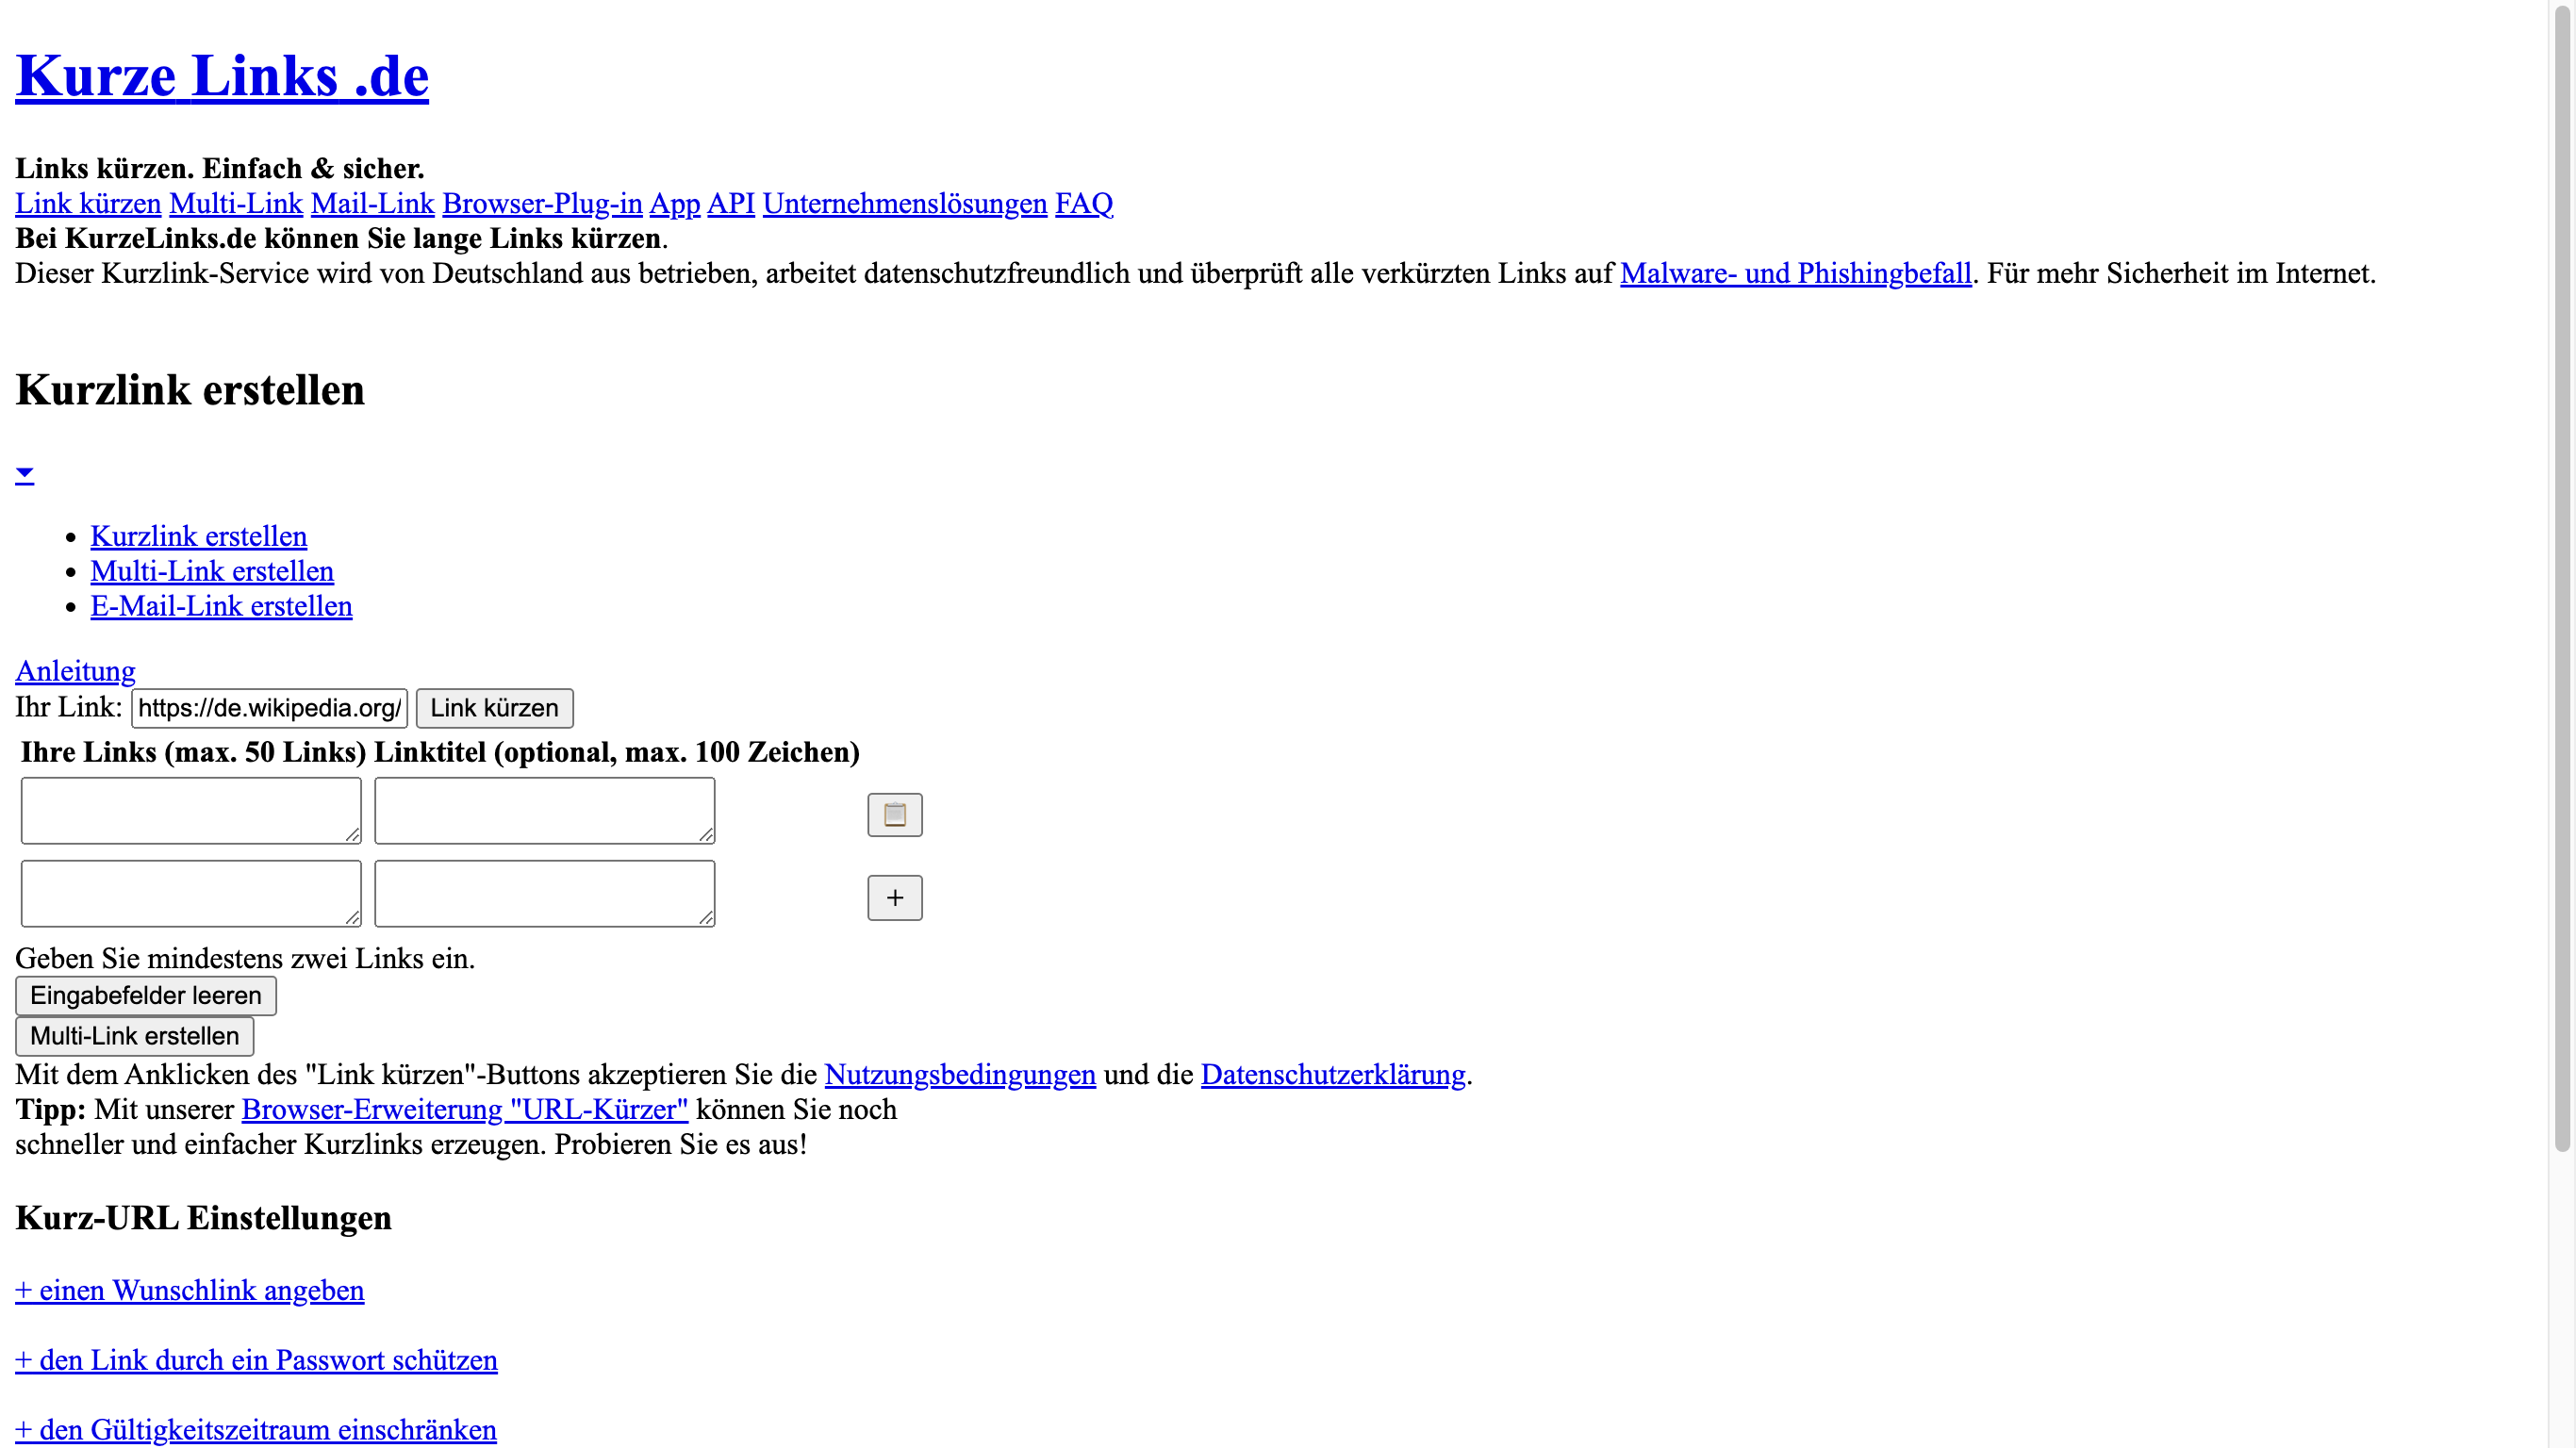 Kurze Links .de
Links kürzen. Einfach & sicher.
Link kürzen Multi-Link Mail-Link Browser-Plug-in App API Unternehmenslösungen FAQ
Bei KurzeLinks.de können Sie lange Links kürzen.
Dieser Kurzlink-Service wird von Deutschland aus betrieben, arbeitet datenschutzfreundlich und überprüft alle verkürzten Links auf Malware- und Phishingbefall. Für mehr Sicherheit im Internet.
Kurzlink erstellen
Kurzlink erstellen
Multi-Link erstellen
E-Mail-Link erstellen
Anleitung
Ihr Link: https://de.wikipedia.org/ Link kürzen
Ihre Links (max. 50 Links) Linktitel (optional, max. 100 Zeichen)
+
Geben Sie mindestens zwei Links ein.
Eingabefelder leeren
Multi-Link erstellen
Mit dem Anklicken des "Link kürzen"-Buttons akzeptieren Sie die Nutzungsbedingungen und die Datenschutzerklärung.
Tipp: Mit unserer Browser-Erweiterung "URL-Kürzer" können Sie noch
schneller und einfacher Kurzlinks erzeugen. Probieren Sie es aus!
Kurz-URL Einstellungen
+ einen Wunschlink angeben
+ den Link durch ein Passwort schützen
+ den Gültigkeitszeitraum einschränken